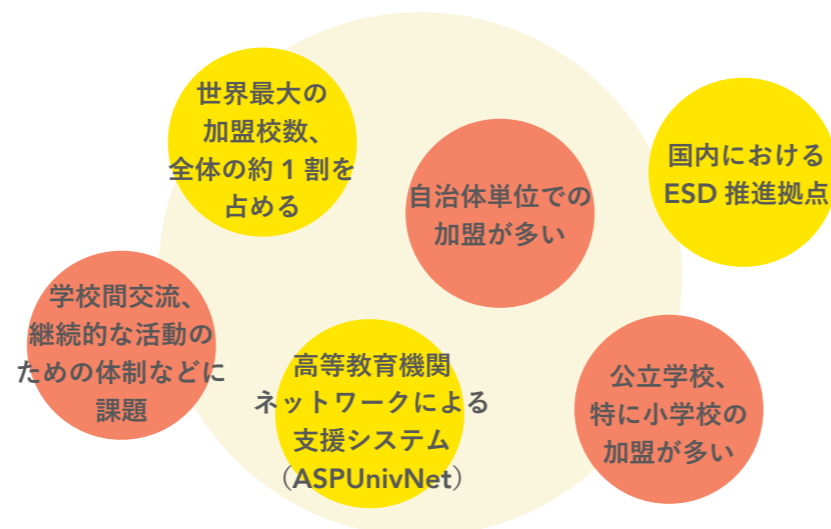 世界最大の
加盟校数、
全体の約 1 割を
占める
自治体単位での
加盟が多い
国内における
ESD 推進拠点
学校間交流、
継続的な活動の
ための体制などに
課題
高等教育機関
ネットワークによる
支援システム
（ASPUnivNet）
公立学校、
特に小学校の
加盟が多い